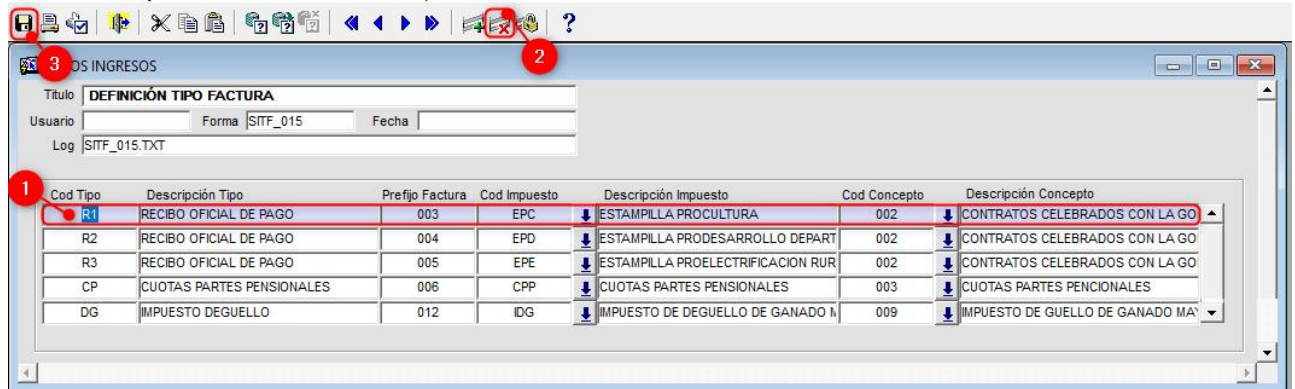 ?
2
3
OS INGRESOS
Titulo DEFINICIÓN TIPO FACTURA
Usuario Forma SITF_015 Fecha
Log SITF_015.TXT
1
Cod Tipo Descripción Tipo Prefijo Factura Cod Impuesto Descripción Impuesto Cod Concepto Descripción Concepto
R1 RECIBO OFICIAL DE PAGO 003 EPC ESTAMPILLA PROCULTURA 002 CONTRATOS CELEBRADOS CON LA GO
R2 RECIBO OFICIAL DE PAGO 004 EPD ESTAMPILLA PRODESARROLLO DEPART 002 CONTRATOS CELEBRADOS CON LA GO
R3 RECIBO OFICIAL DE PAGO 005 EPE ESTAMPILLA PROELECTRIFICACION RUR 002 CONTRATOS CELEBRADOS CON LA GO
CP CUOTAS PARTES PENSIONALES 006 CPP CUOTAS PARTES PENSIONALES 003 CUOTAS PARTES PENCIONALES
DG IMPUESTO DEGUELLO 012 IDG IMPUESTO DE DEGUELLO DE GANADO 009 IMPUESTO DE GUELLO DE GANADO MA